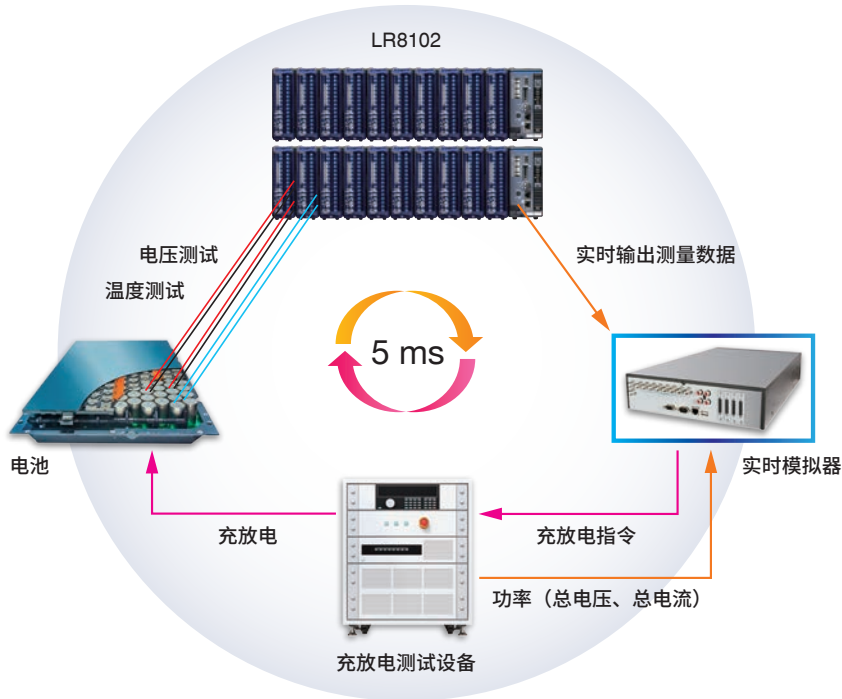 LR8102
电压测试
温度测试
实时输出测量数据
5 ms
电池
实时模拟器
充放电
充放电指令
功率（总电压、总电流）
充放电测试设备